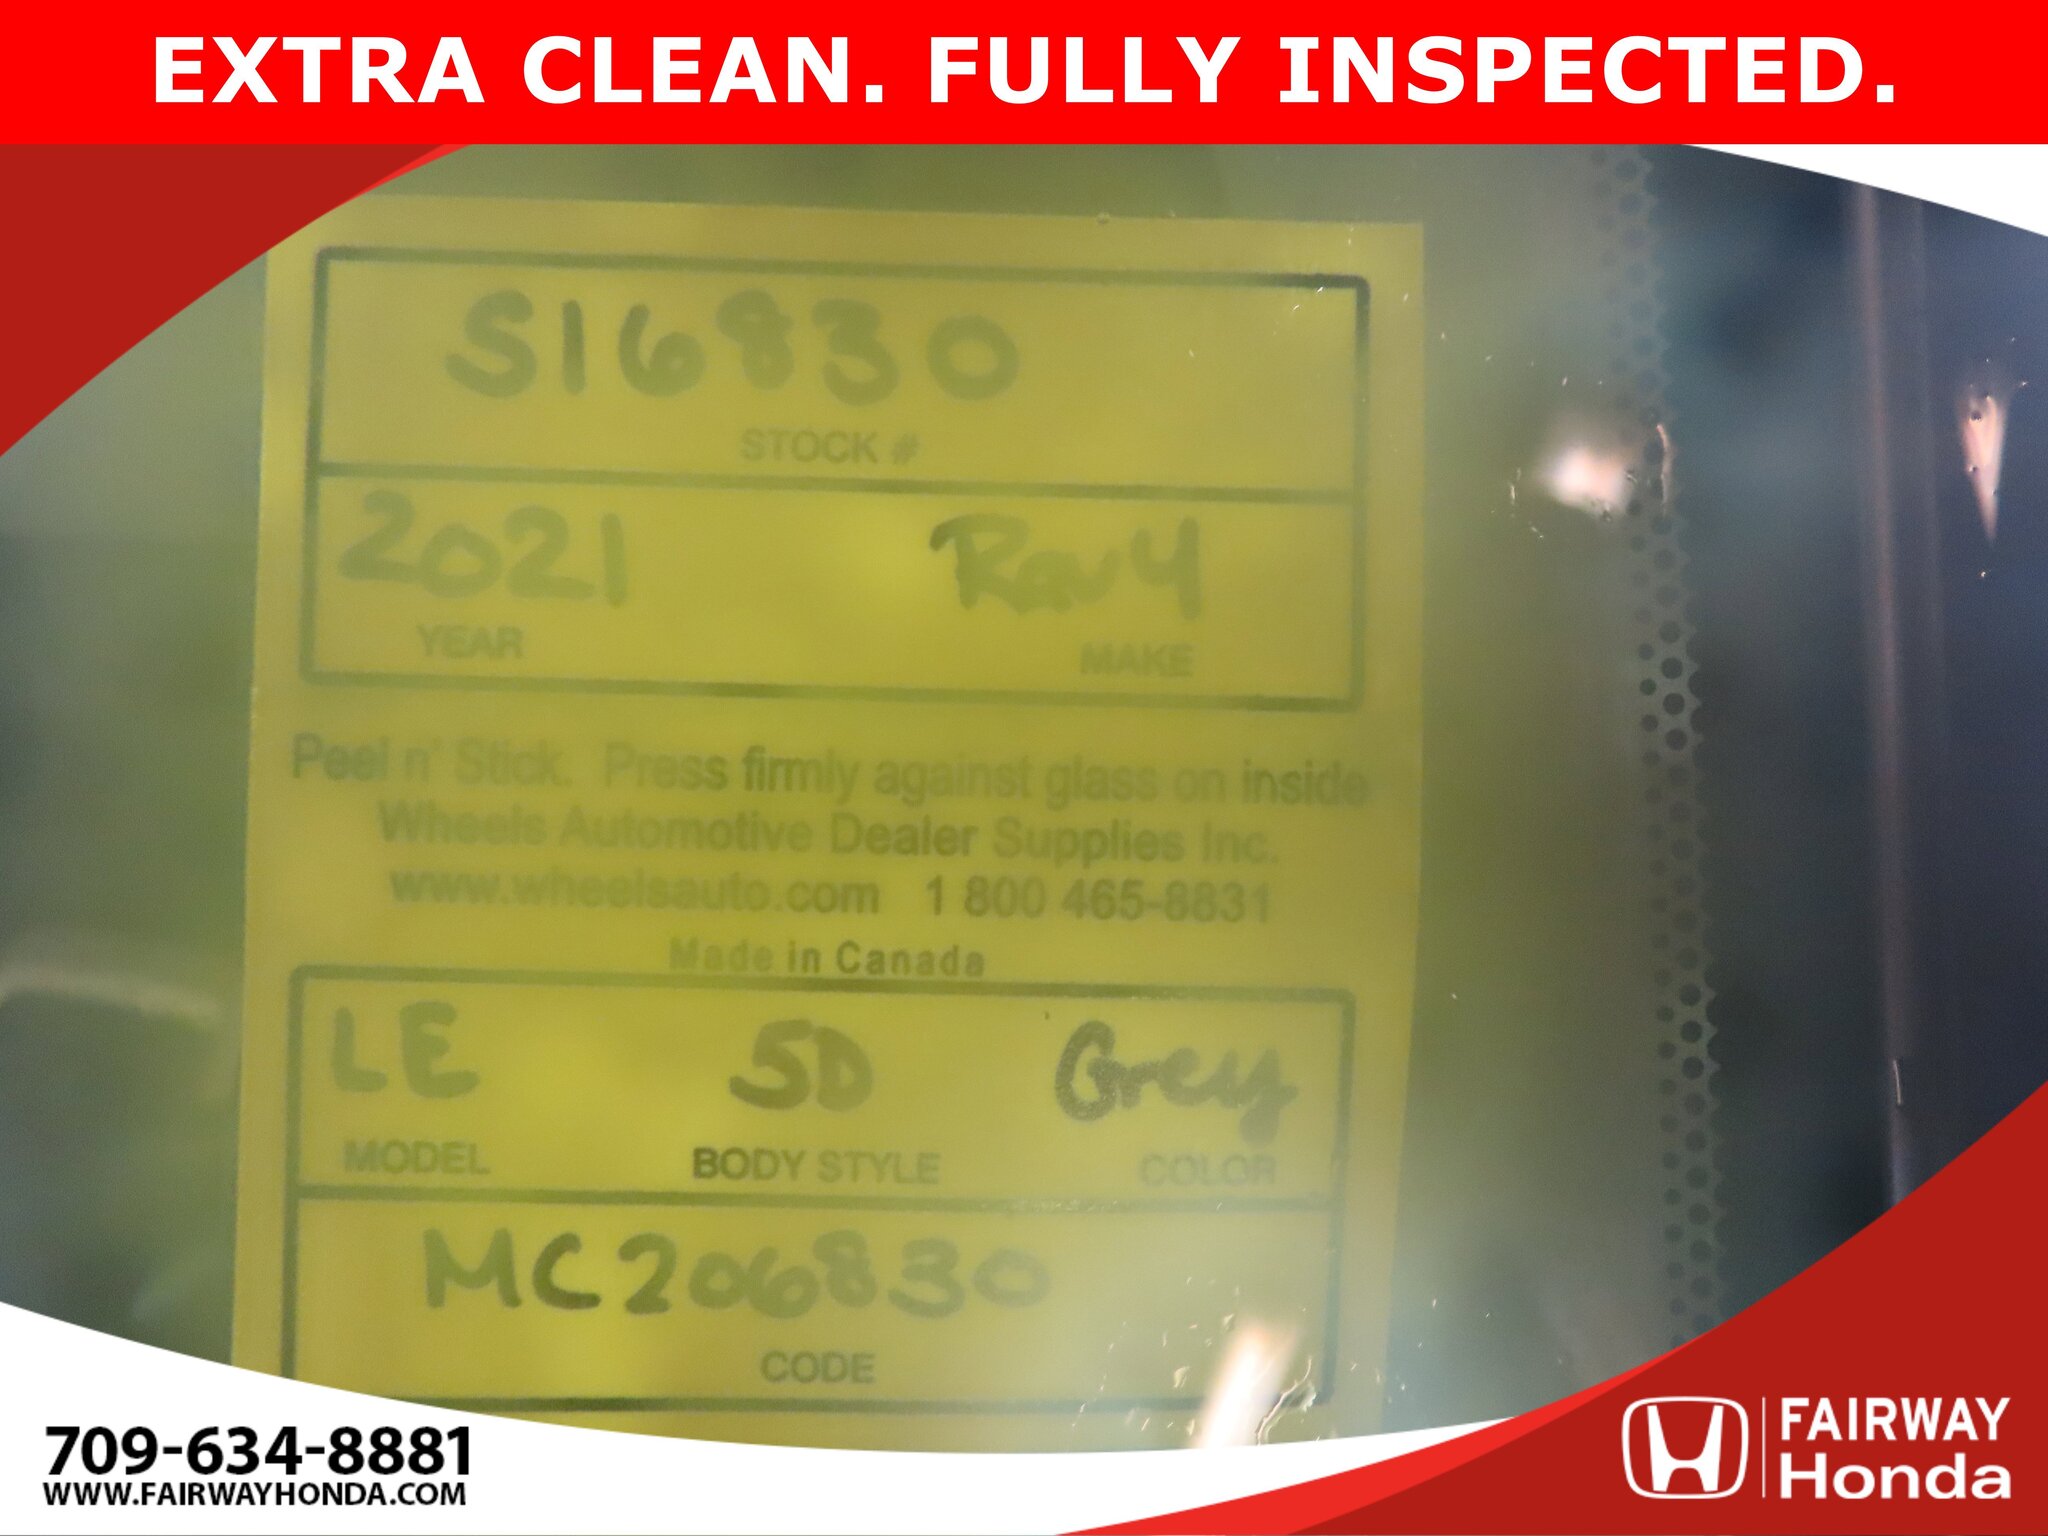 EXTRA CLEAN. FULLY INSPECTED.
S16830
STOCK #
2021 Rav4
YEAR MAKE
Peel n' Stick. Press firmly against glass on inside
Wheels Automotive Dealer Supplies Inc.
www.wheelsauto.com 1 800 465-8831
Made in Canada
LE 5D Grey
MODEL BODY STYLE COLOR
MC206830
CODE
709-634-8881
WWW.FAIRWAYHONDA.COM
FAIRWAY
Honda